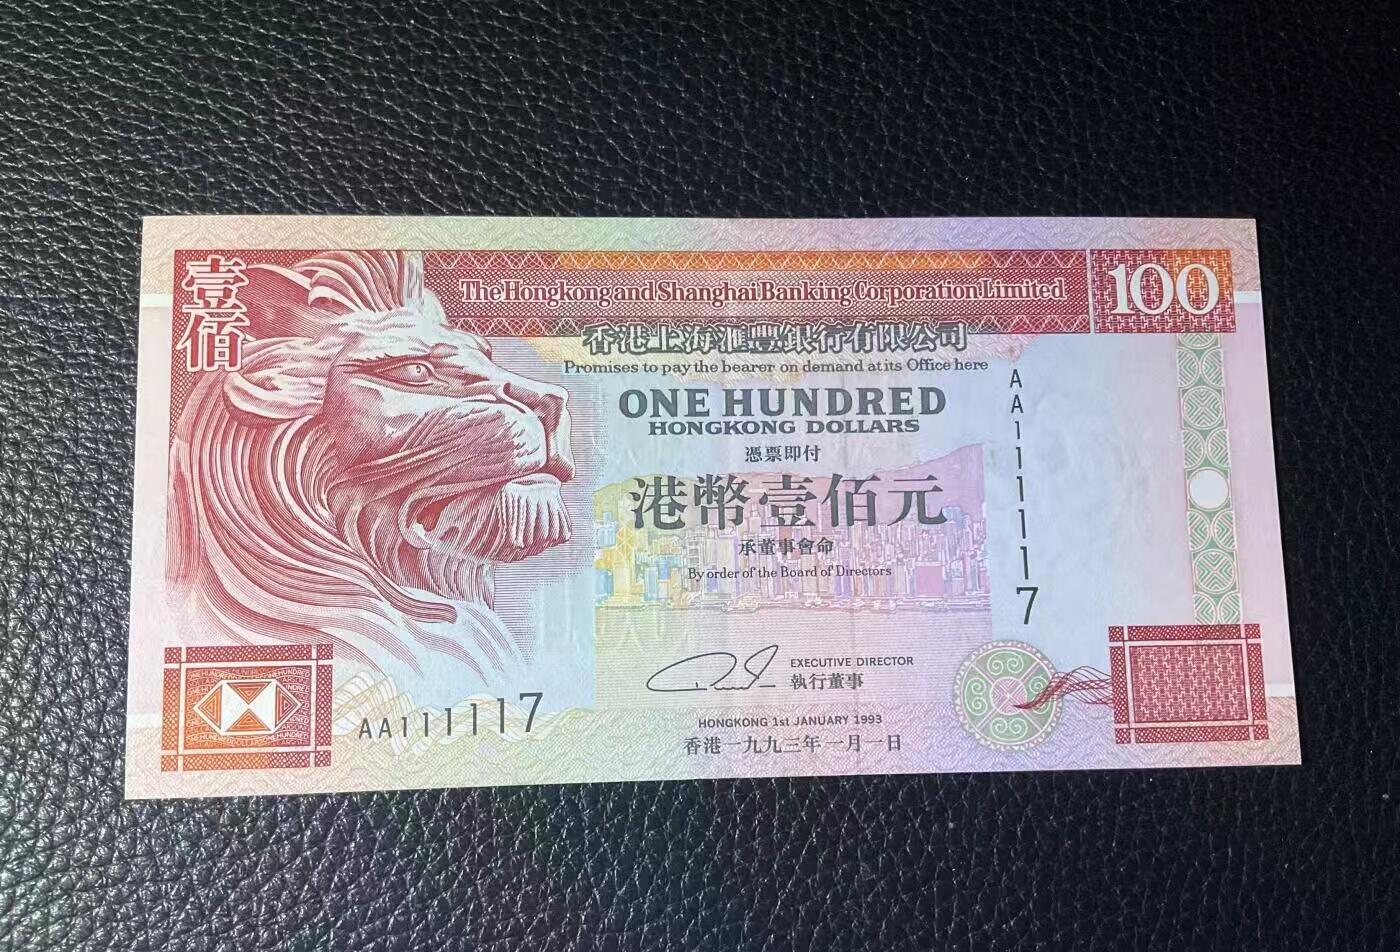 壹佰
The Hongkong and Shanghai Banking Corporation Limited
100
香港上海滙豐銀行有限公司
Promises to pay the bearer on demand at its Office here
ONE HUNDRED
HONGKONG DOLLARS
憑票即付
港幣壹佰元
承董事會命
By order of the Board of Directors
AA111117
EXECUTIVE DIRECTOR
執行董事
AA111117
HONGKONG 1st JANUARY 1993
香港一九九三年一月一日